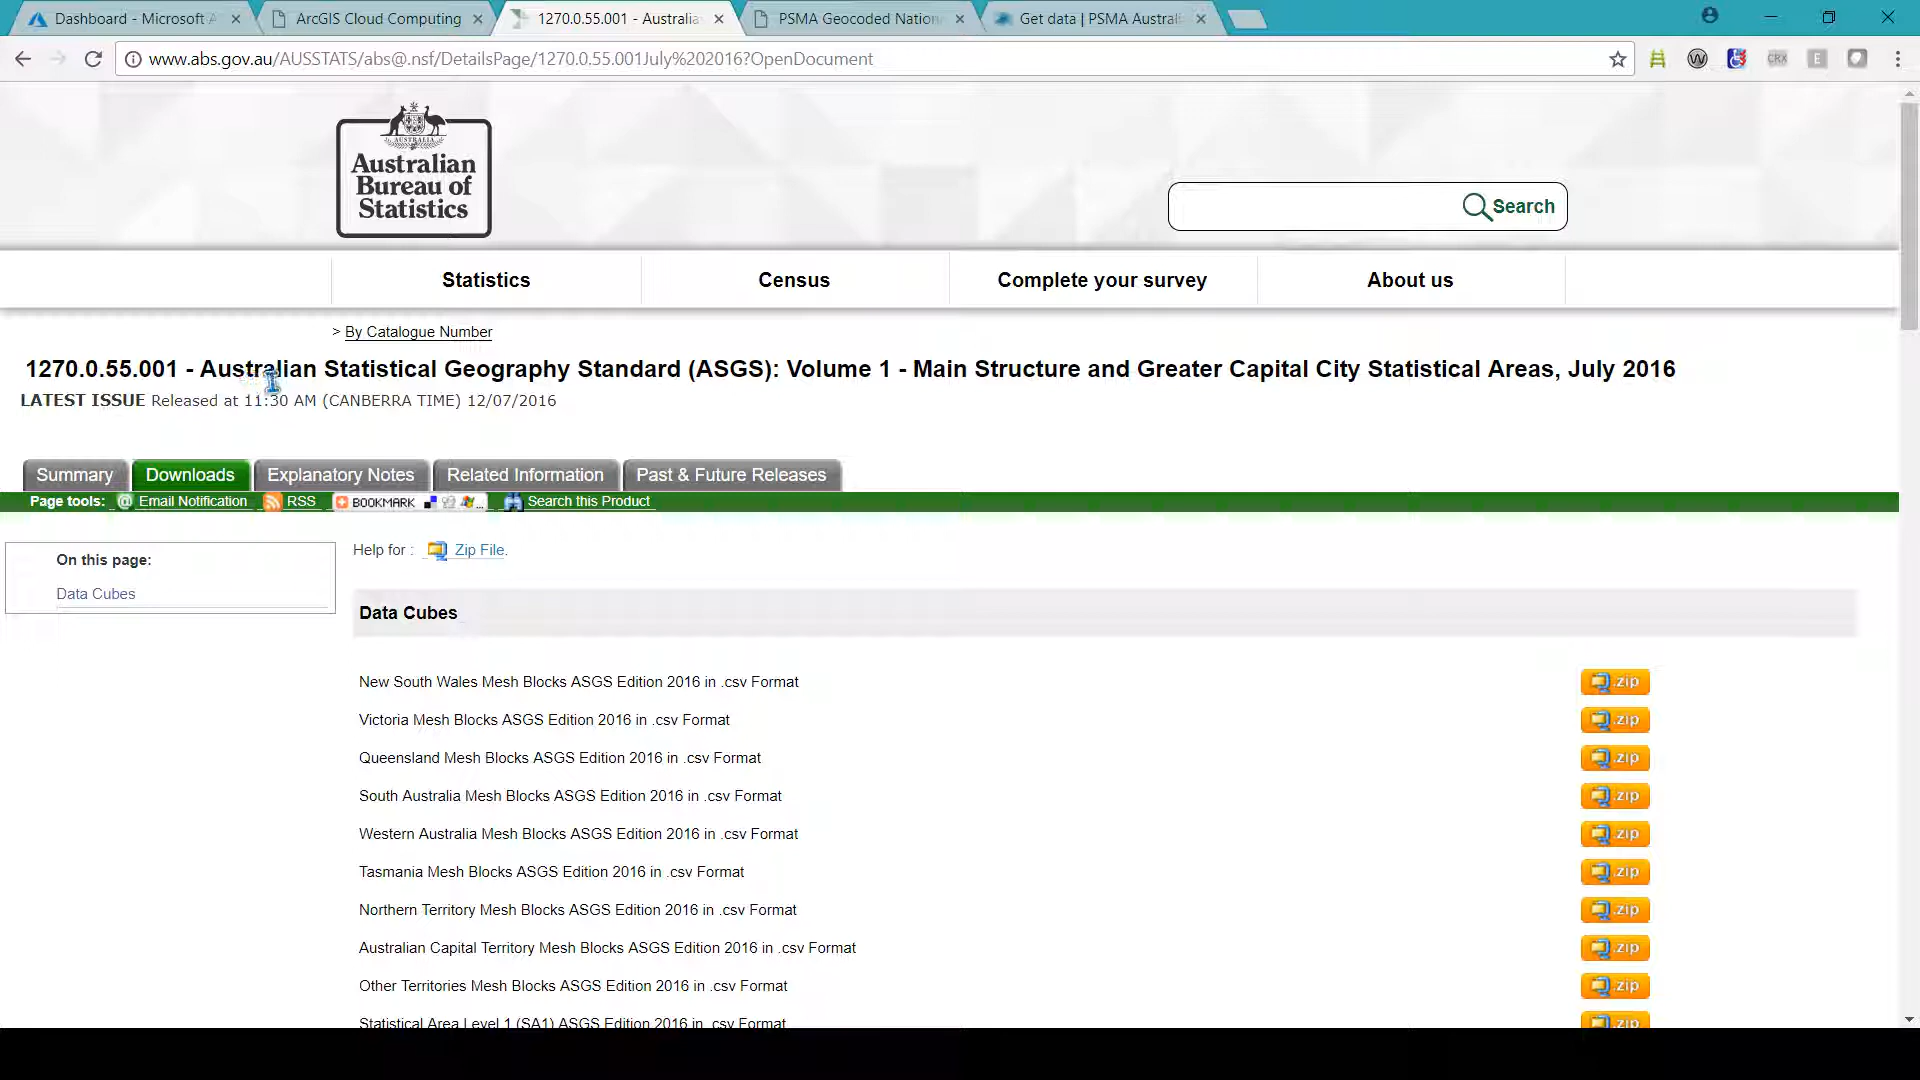 Dashboard - Microsoft A
ArcGIS Cloud Computing
1270.0.55.001 - Australia
PSMA Geocoded Nation
Get data | PSMA Austral
www.abs.gov.au/AUSSTATS/abs@.nsf/DetailsPage/1270.0.55.001July%202016?OpenDocument
CRX
E
AUSTRALIA
Australian
Bureau of
Statistics
Search
Statistics
Census
Complete your survey
About us
> By Catalogue Number
1270.0.55.001 - Australian Statistical Geography Standard (ASGS): Volume 1 - Main Structure and Greater Capital City Statistical Areas, July 2016
LATEST ISSUE Released at 11:30 AM (CANBERRA TIME) 12/07/2016
Summary
Downloads
Explanatory Notes
Related Information
Past & Future Releases
Page tools: Email Notification RSS BOOKMARK ... Search this Product
On this page:
Data Cubes
Help for : Zip File.
Data Cubes
New South Wales Mesh Blocks ASGS Edition 2016 in .csv Format .zip
Victoria Mesh Blocks ASGS Edition 2016 in .csv Format .zip
Queensland Mesh Blocks ASGS Edition 2016 in .csv Format .zip
South Australia Mesh Blocks ASGS Edition 2016 in .csv Format .zip
Western Australia Mesh Blocks ASGS Edition 2016 in .csv Format .zip
Tasmania Mesh Blocks ASGS Edition 2016 in .csv Format .zip
Northern Territory Mesh Blocks ASGS Edition 2016 in .csv Format .zip
Australian Capital Territory Mesh Blocks ASGS Edition 2016 in .csv Format .zip
Other Territories Mesh Blocks ASGS Edition 2016 in .csv Format .zip
Statistical Area Level 1 (SA1) ASGS Edition 2016 in .csv Format .zip